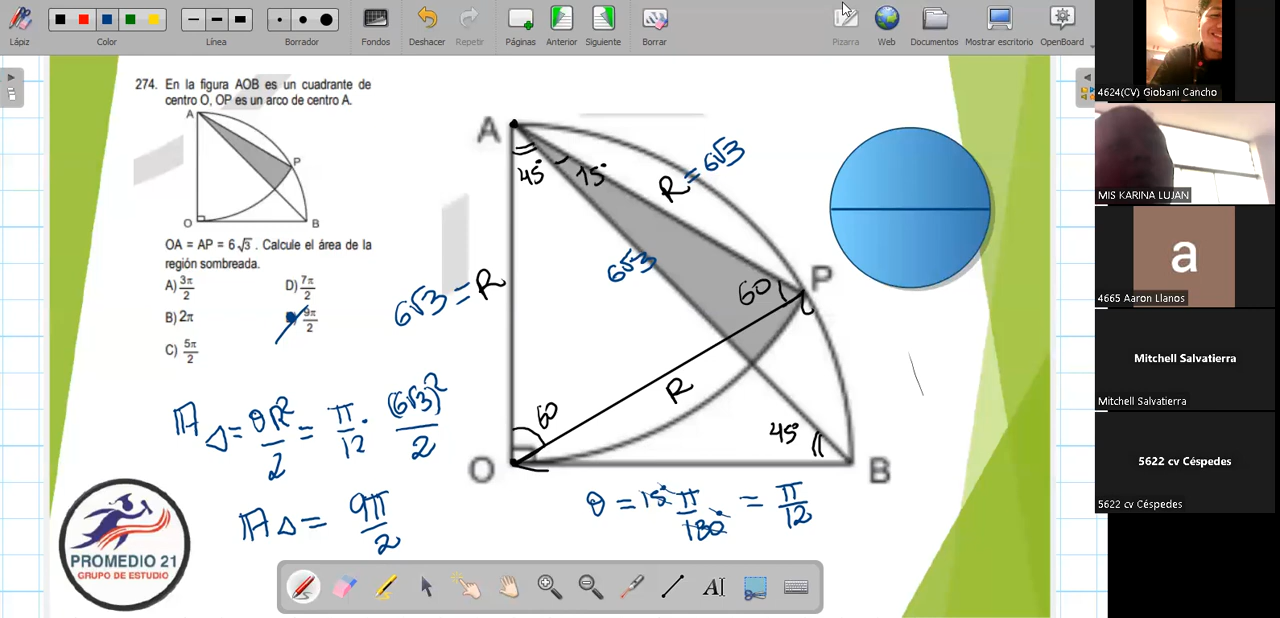 Lápiz
Color
Línea
Borrador
Fondos
Deshacer
Repetir
Páginas
Anterior
Siguiente
Borrar
Pizarra
Web
Documentos
Mostrar escritorio
OpenBoard
274. En la figura AOB es un cuadrante de
centro O, OP es un arco de centro A.
A
P
O
B
OA = AP = 6√3 . Calcule el área de la
región sombreada.
A) 3π/2
D) 7π/2
B) 2π
9π/2
C) 5π/2
A
45°
15°
R = 6√3
6√3
6√3 = R
60
P
R
60
45°
O
B
A△ = θR²/2 = π/12 · (6√3)²/2
θ = 15° π/180° = π/12
A△ = 9π/2
PROMEDIO 21
GRUPO DE ESTUDIO
AI
4624(CV) Giobani Cancho
MIS KARINA LUJAN
a
4665 Aaron Llanos
Mitchell Salvatierra
Mitchell Salvatierra
5622 cv Céspedes
5622 cv Céspedes